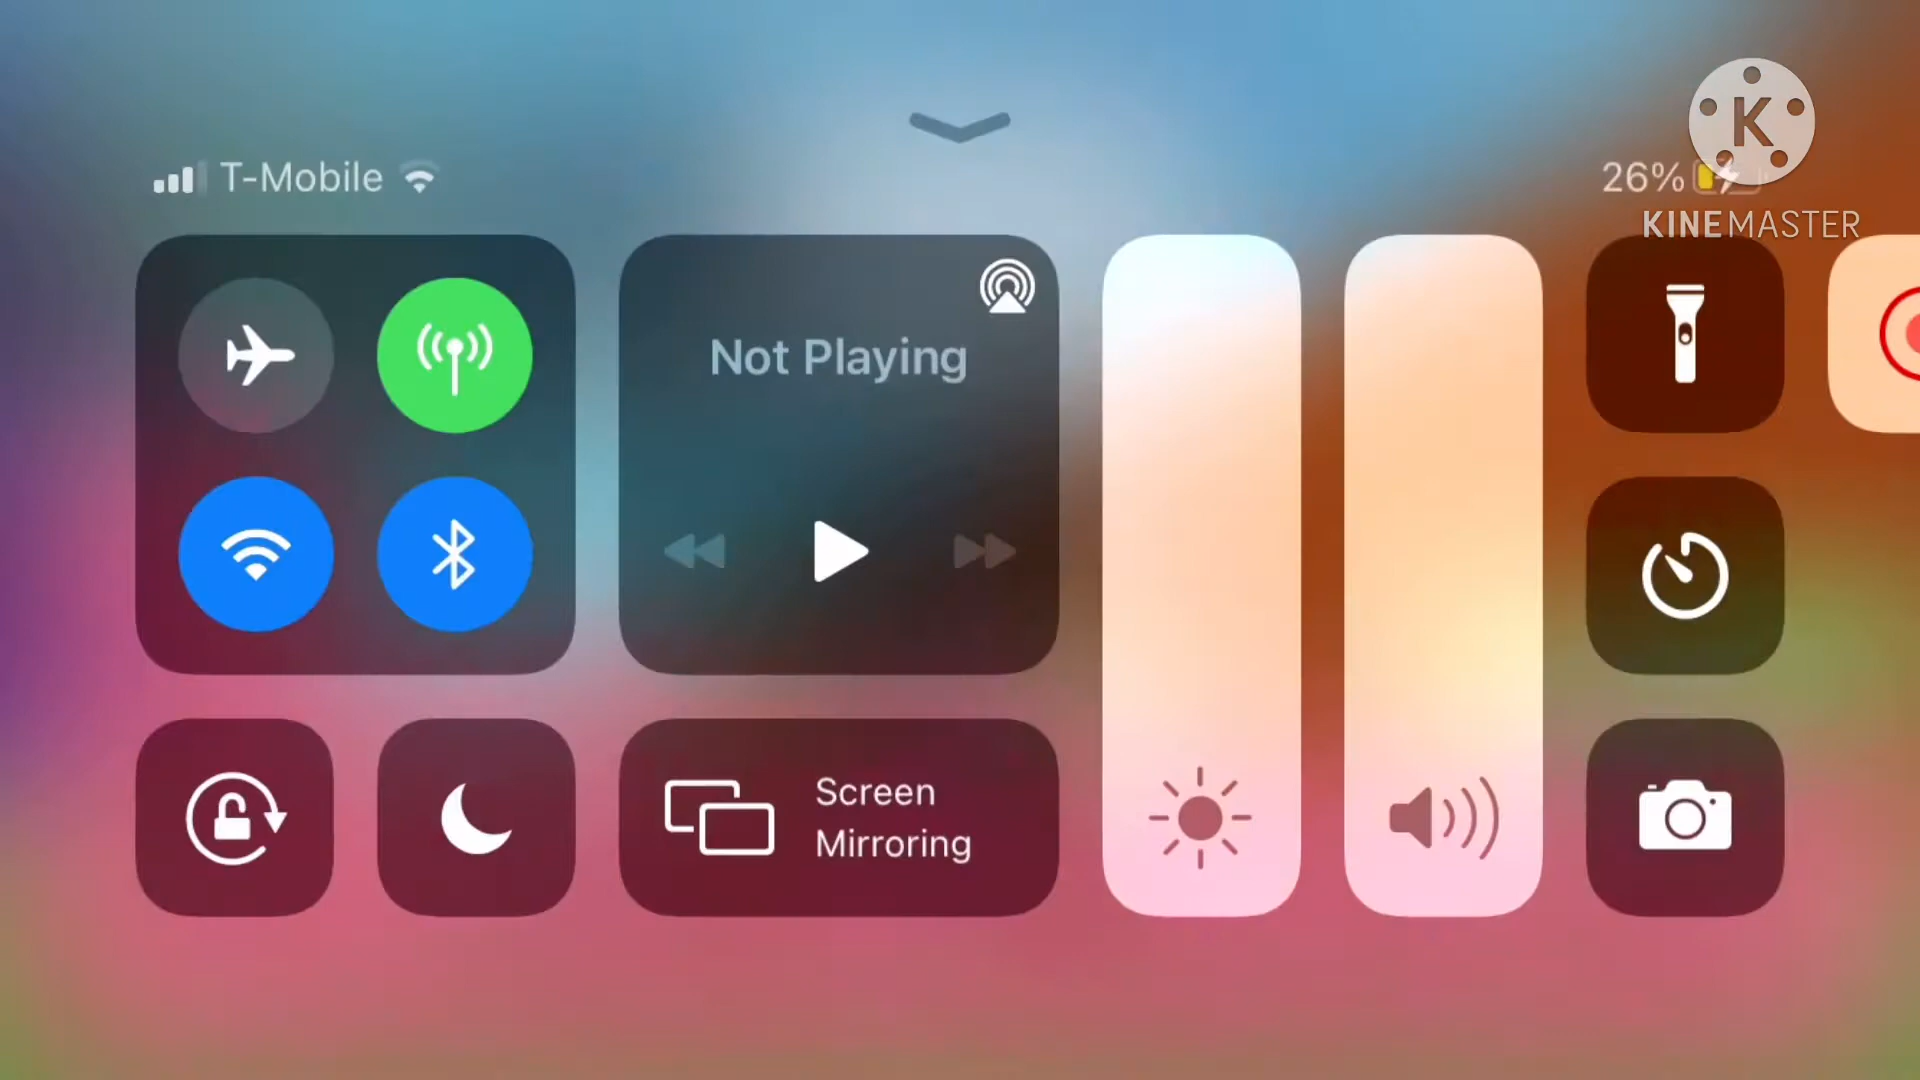 T-Mobile
26%
K
KINEMASTER
Not Playing
Screen
Mirroring